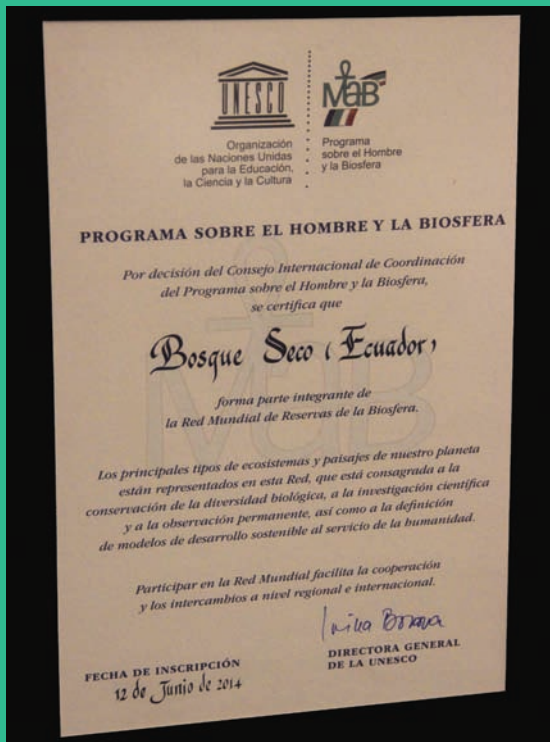 UNESCO
Organización
de las Naciones Unidas
para la Educación,
la Ciencia y la Cultura
MaB
Programa
sobre el Hombre
y la Biosfera
PROGRAMA SOBRE EL HOMBRE Y LA BIOSFERA
Por decisión del Consejo Internacional de Coordinación
del Programa sobre el Hombre y la Biosfera,
se certifica que
Bosque Seco (Ecuador)
forma parte integrante de
la Red Mundial de Reservas de la Biosfera.
Los principales tipos de ecosistemas y paisajes de nuestro planeta
están representados en esta Red, que está consagrada a la
conservación de la diversidad biológica, a la investigación científica
y a la observación permanente, así como a la definición
de modelos de desarrollo sostenible al servicio de la humanidad.
Participar en la Red Mundial facilita la cooperación
y los intercambios a nivel regional e internacional.
DIRECTORA GENERAL
DE LA UNESCO
FECHA DE INSCRIPCIÓN
12 de Junio de 2014